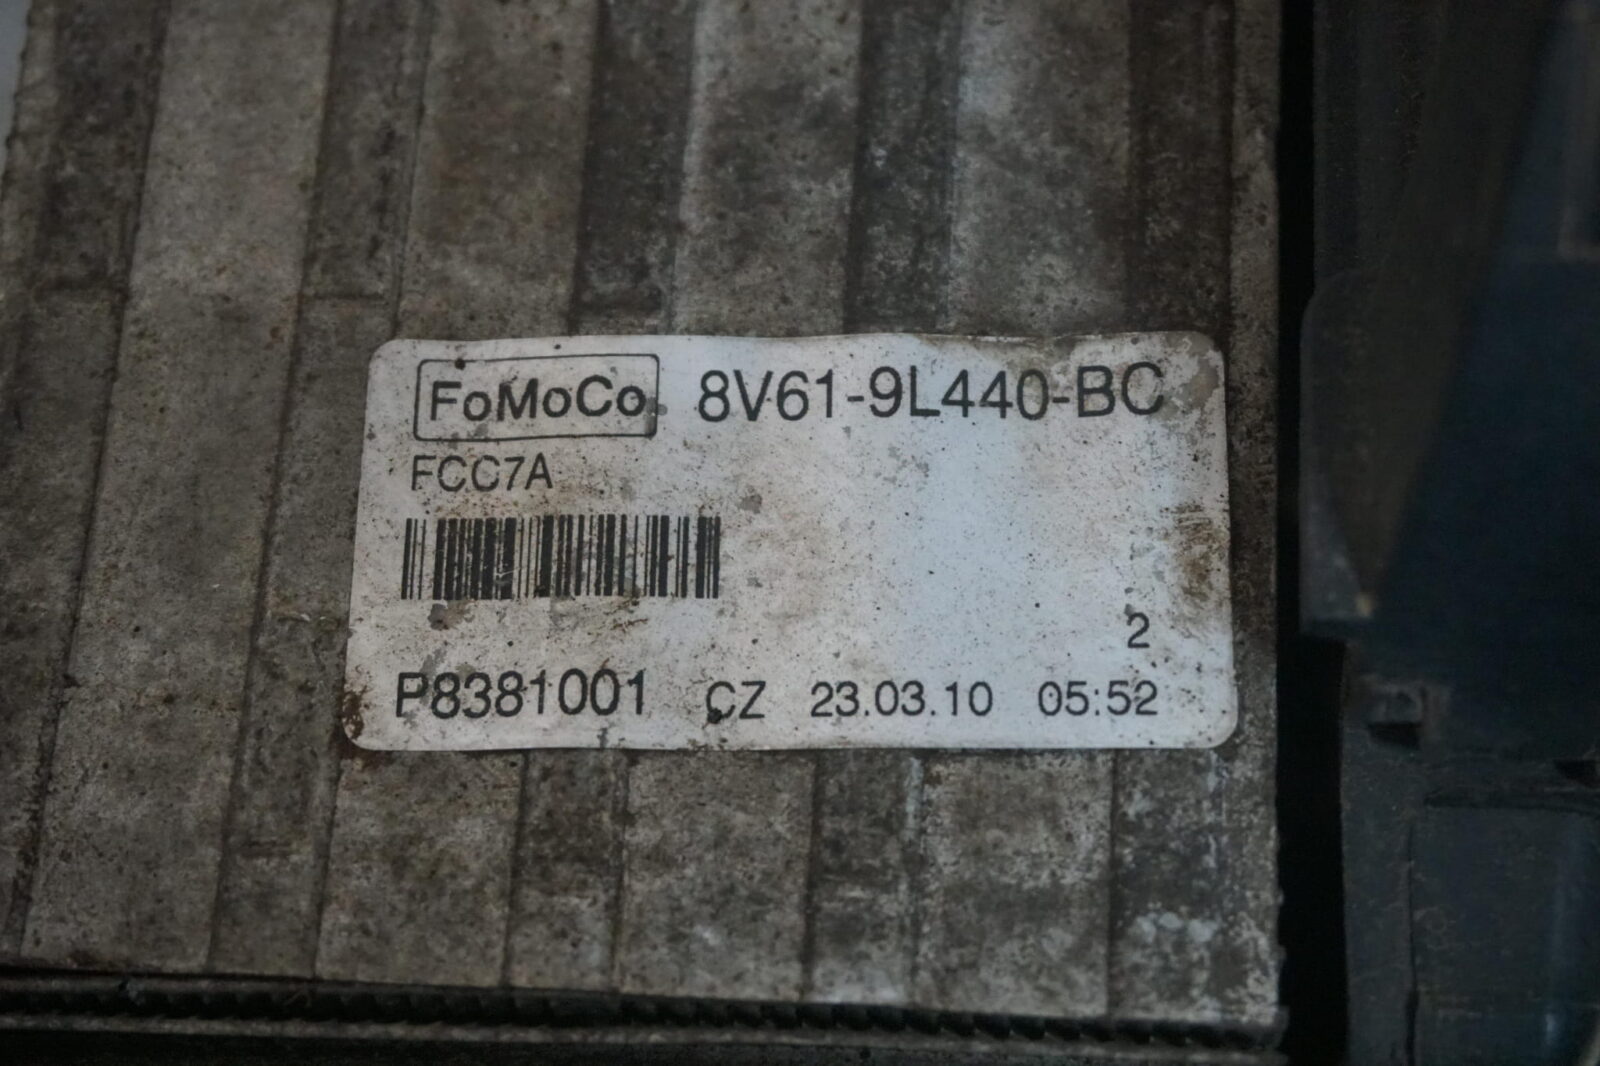 FoMoCo 8V61-9L440-BC
FCC7A
2
P8381001 CZ 23.03.10 05:52